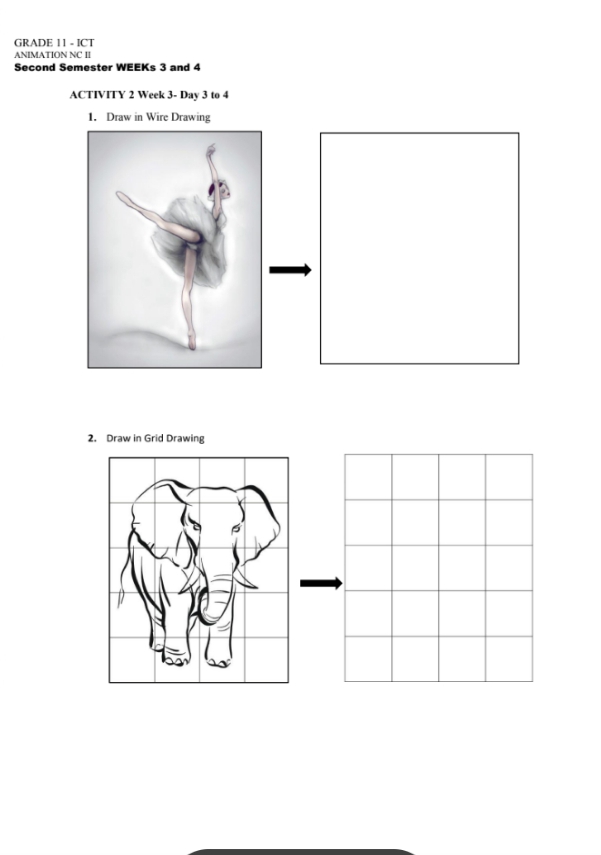 GRADE 11 - ICT
ANIMATION NC II
Second Semester WEEKs 3 and 4
ACTIVITY 2 Week 3- Day 3 to 4
1. Draw in Wire Drawing
2. Draw in Grid Drawing